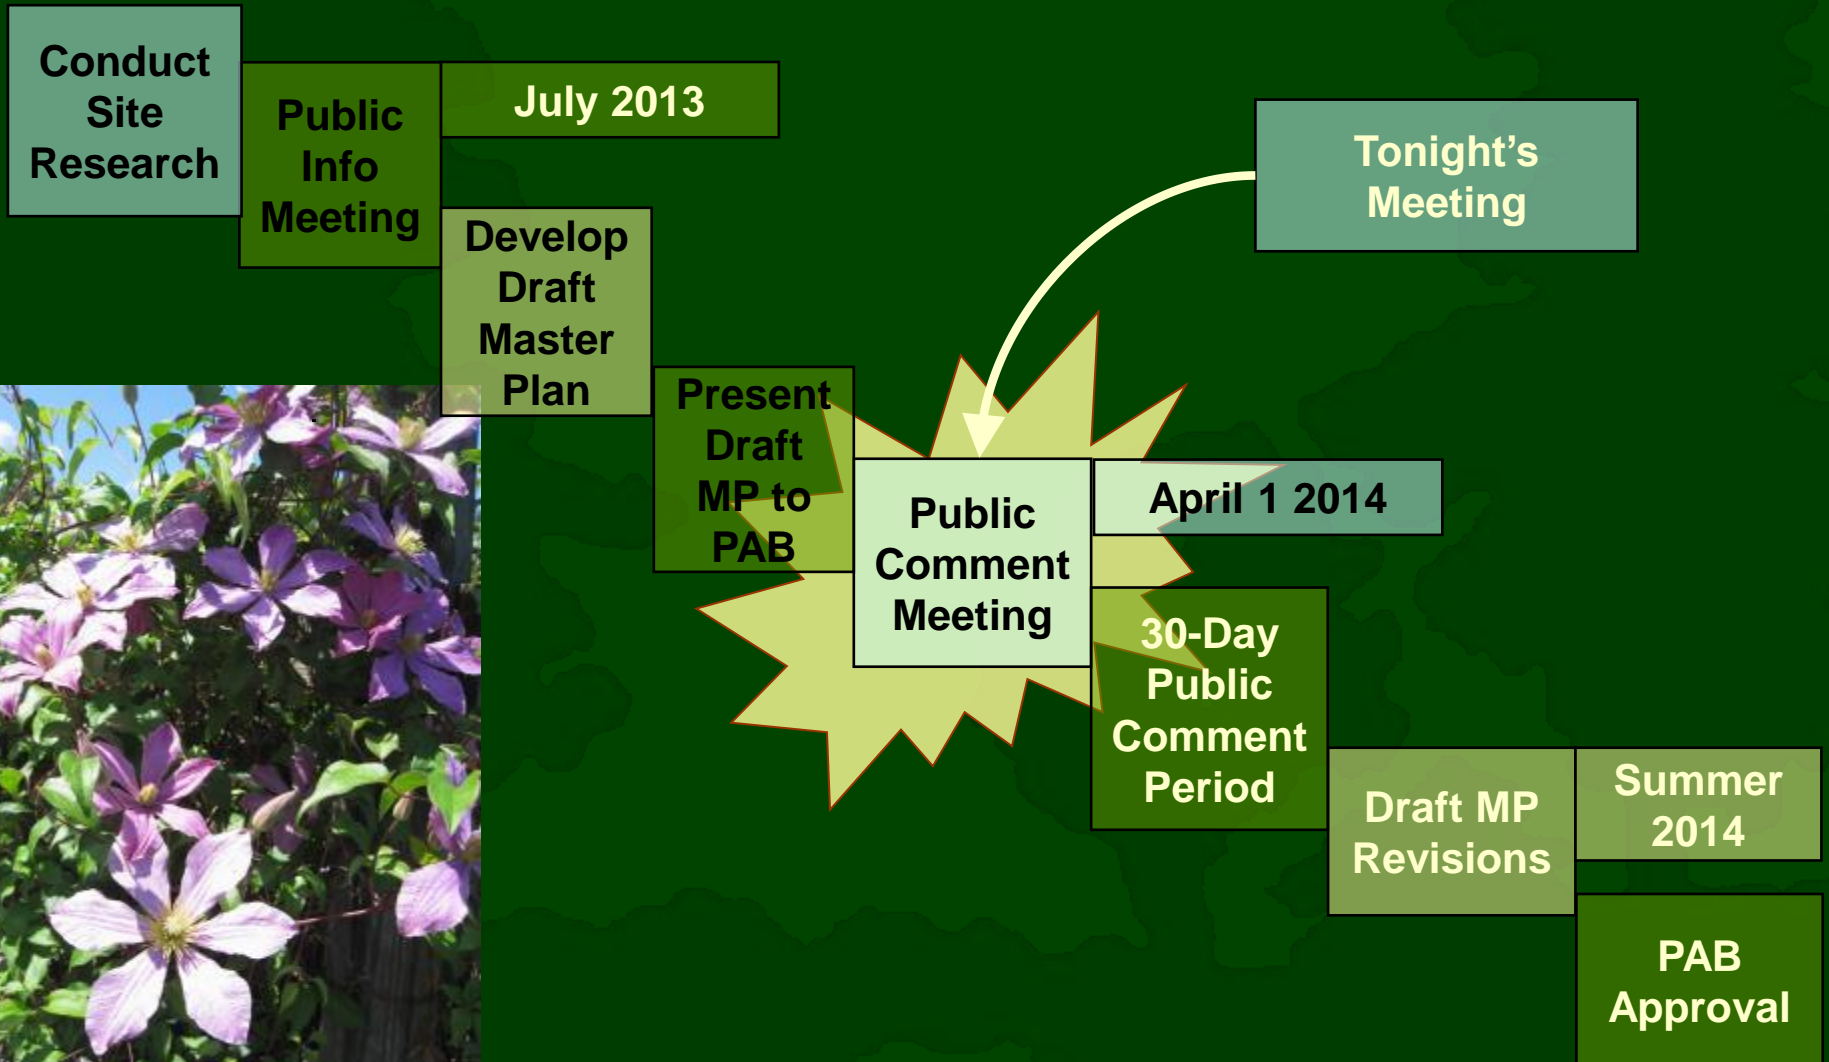 Conduct
Site
Research
Public
Info
Meeting
July 2013
Develop
Draft
Master
Plan
Present
Draft
MP to
PAB
Tonight’s
Meeting
Public
Comment
Meeting
April 1 2014
30-Day
Public
Comment
Period
Draft MP
Revisions
Summer
2014
PAB
Approval